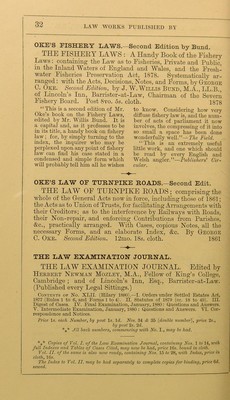 32 LAW WORKS PUBLISHED BY
OKE'S FISHERY LAWS.—Second Edition by Bund.
THE FISHERY LAWS: A Handy Book of the Fishery
Laws: containing the Law as to Fisheries, Private and Public,
in the Inland Waters of England and Wales, and the Fresh-
water Fisheries Preservation Act, 1878. Systematically ar-
ranged: with the Acts, Decisions, Notes, and Forms, by GEORGE
C. OKE. Second Edition, by J. W. WILLIS BUND, M.A., LL.B.,
of Lincoln's Inn, Barrister-at-Law, Chairman of the Severn
Fishery Board. Post 8vo. 5s. cloth. 1878
"This is a second edition of Mr.
Oke's book on the Fishery Laws,
edited by Mr. Willis Bund. It is
a capital and, as it professes to be
in its title, a handy book on fishery
law; for, by simply turning to the
index, the inquirer who may be
perplexed upon any point of fishery
law can find his case stated in a
condensed and simple form which
will probably tell him all he wishes
to know. Considering how very
diffuse fishery law is, and the num-
ber of acts of parliament it now
includes, the compressing of it into
so small a space has been done
wonderfully well."—The Field.
"This is an extremely useful
little work, and one which should
be read by every English and
Welsh angler."—Publishers' Cir-
cular.
OKE'S LAW OF TURNPIKE ROADS.—Second Edit.
THE LAW OF TURNPIKE ROADS; comprising the
whole of the General Acts now in force, including those of 1861;
the Acts as to Union of Trusts, for facilitating Arrangements with
their Creditors; as to the interference by Railways with Roads,
their Non-repair, and enforcing Contributions from Parishes,
&c., practically arranged. With Cases, copious Notes, all the
necessary Forms, and an elaborate Index, &c. By GEORGE
C. OKE. Second Edition. 12mo. 18s. cloth. 1861
THE LAW EXAMINATION JOURNAL.
THE LAW EXAMINATION JOURNAL. Edited by
HERBERT NEWMAN MOZLEY, M.A., Fellow of King's College,
Cambridge; and of Lincoln's Inn, Esq., Barrister-at-Law.
(Published every Legal Sittings.)
CONTENTS OF No. XLII. (Hilary 1880).—I. Orders under Settled Estates Act,
1877 (Index 1 to 6, and Forms 1 to 4). II. Statutes of 1879 (cc. 18 to 40). III.
Digest of Cases. IV. Final Examination, January, 1880: Questions and Answers.
V. Intermediate Examination, January, 1880: Questions and Answers. VI. Cor-
respondence and Notices.
Price 1s. each Number, by post 1s. 1d. Nos. 34 & 35 (double number), price 2s.,
by post 2s. 2d.
*** All back numbers, commencing with No. I., may be had.
*** Copies of Vol. I. of the Law Examination Journal, containing Nos. 1 to 14, with
full Indexes and Tables of Cases Cited, may now be had, price 16s. bound in cloth.
Vol. II. of the same is also now ready, containing Nos. 15 to 28, with Index, price in
cloth, 16s.
The Index to Vol. II. may be had separately to complete copies for binding, price 6d.
sewed.